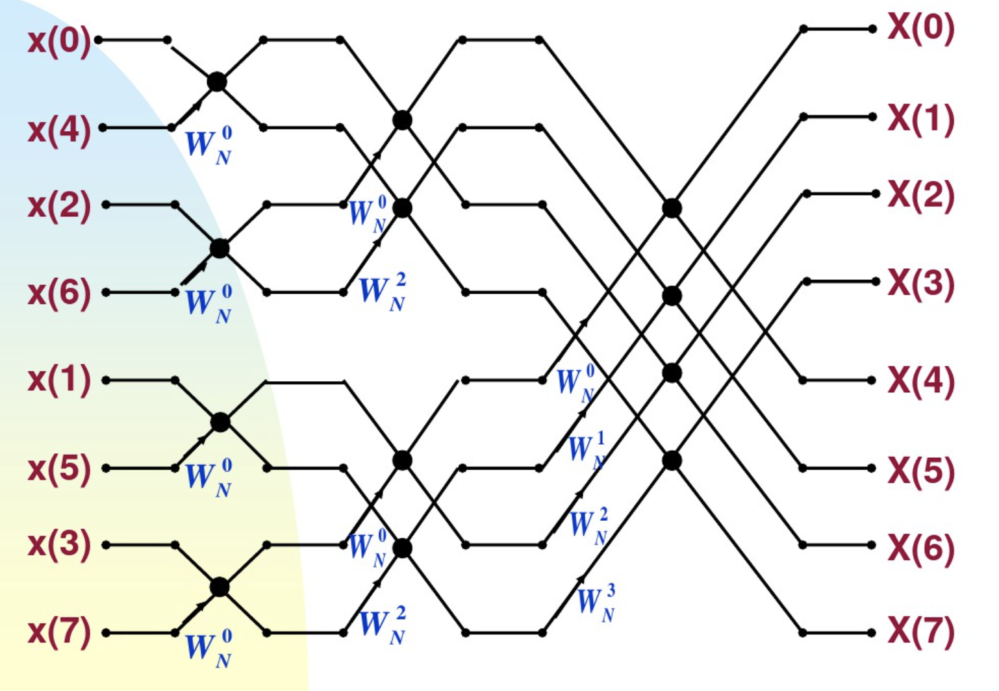 x(0) X(0)
X(1)
x(4)
W_N^0
x(2) W_N^0 X(2)
x(6) W_N^0 W_N^2 X(3)
x(1) W_N^0 X(4)
W_N^1
x(5) W_N^0 X(5)
W_N^2
x(3) W_N^0 X(6)
W_N^3
x(7) W_N^0 W_N^2 X(7)